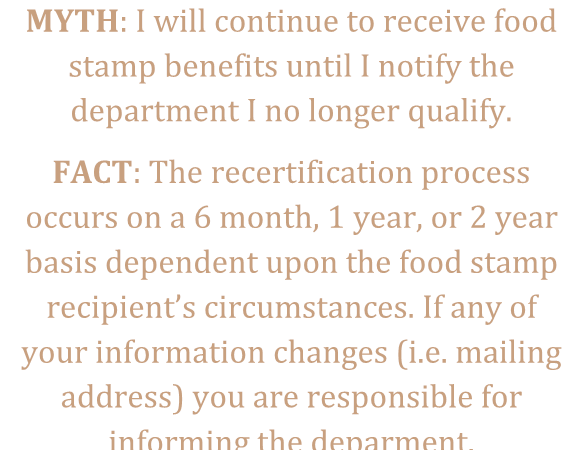 MYTH: I will continue to receive food
stamp benefits until I notify the
department I no longer qualify.
FACT: The recertification process
occurs on a 6 month, 1 year, or 2 year
basis dependent upon the food stamp
recipient’s circumstances. If any of
your information changes (i.e. mailing
address) you are responsible for
informing the deparment.